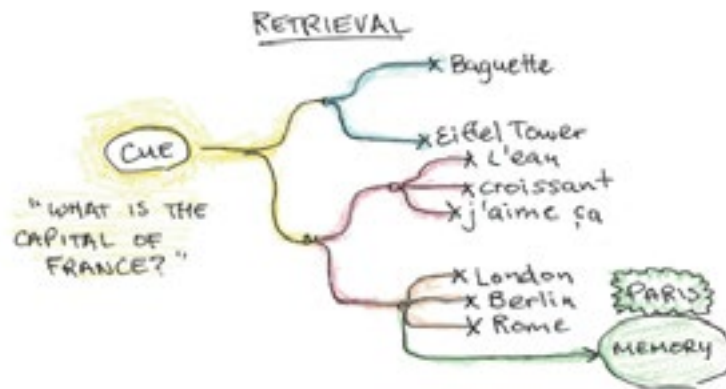 RETRIEVAL
Baguette
Eiffel Tower
CUE
L'eau
croissant
j'aime ça
"WHAT IS THE
CAPITAL OF
FRANCE?"
London
Berlin
Rome
PARIS
MEMORY